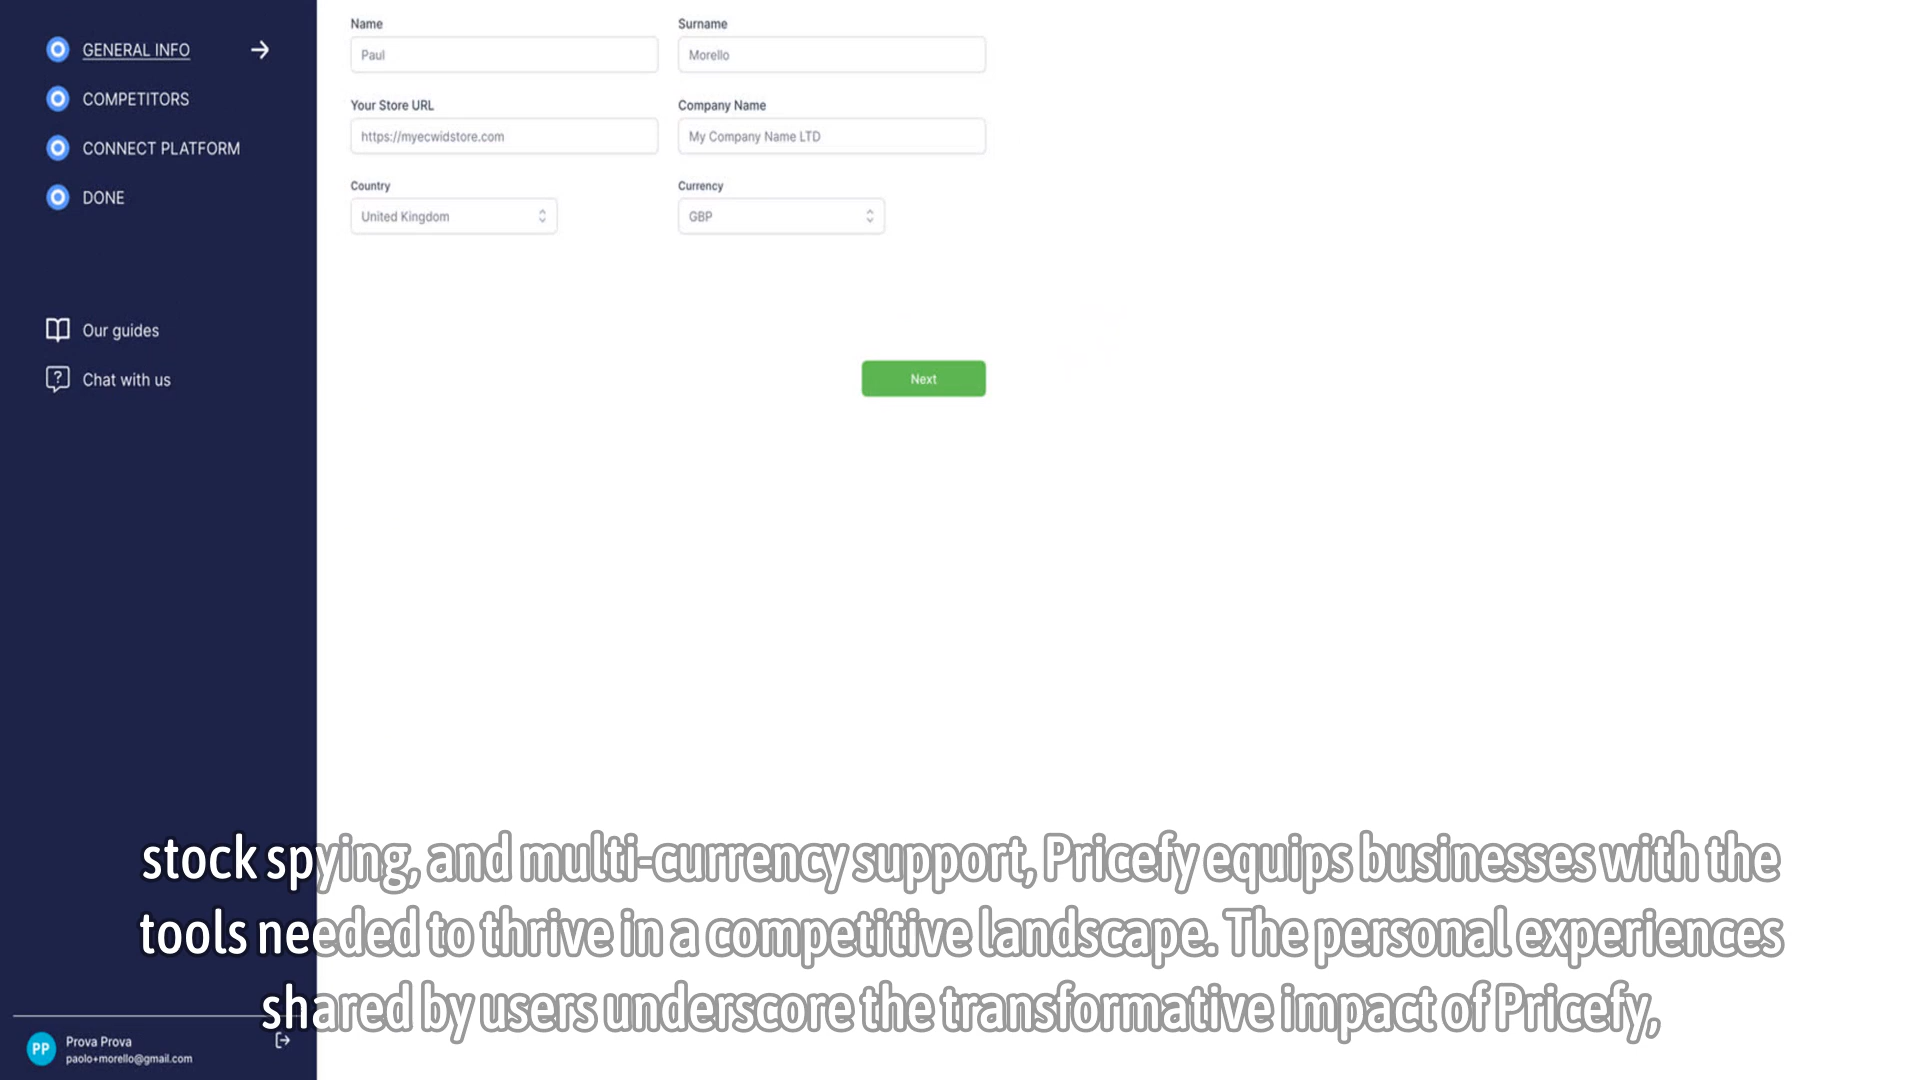 GENERAL INFO
COMPETITORS
CONNECT PLATFORM
DONE
Our guides
Chat with us
Name
Surname
Paul
Morello
Your Store URL
Company Name
https://myecwidstore.com
My Company Name LTD
Country
Currency
United Kingdom
GBP
Next
stock spying, and multi-currency support, Pricefy equips businesses with the
tools needed to thrive in a competitive landscape. The personal experiences
shared by users underscore the transformative impact of Pricefy,
PP
Prova Prova
paolo+morello@gmail.com